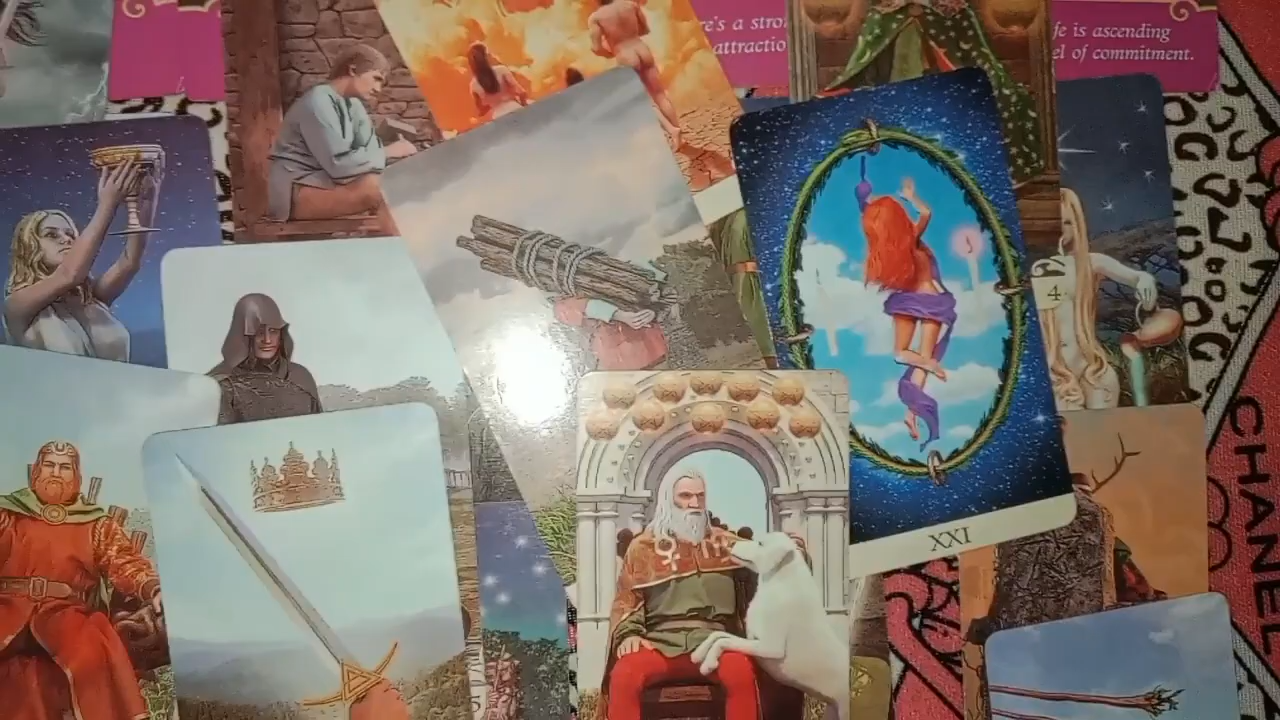 re's a stro
attractio
fe is ascending
el of commitment.
4
XXI
CHANEL